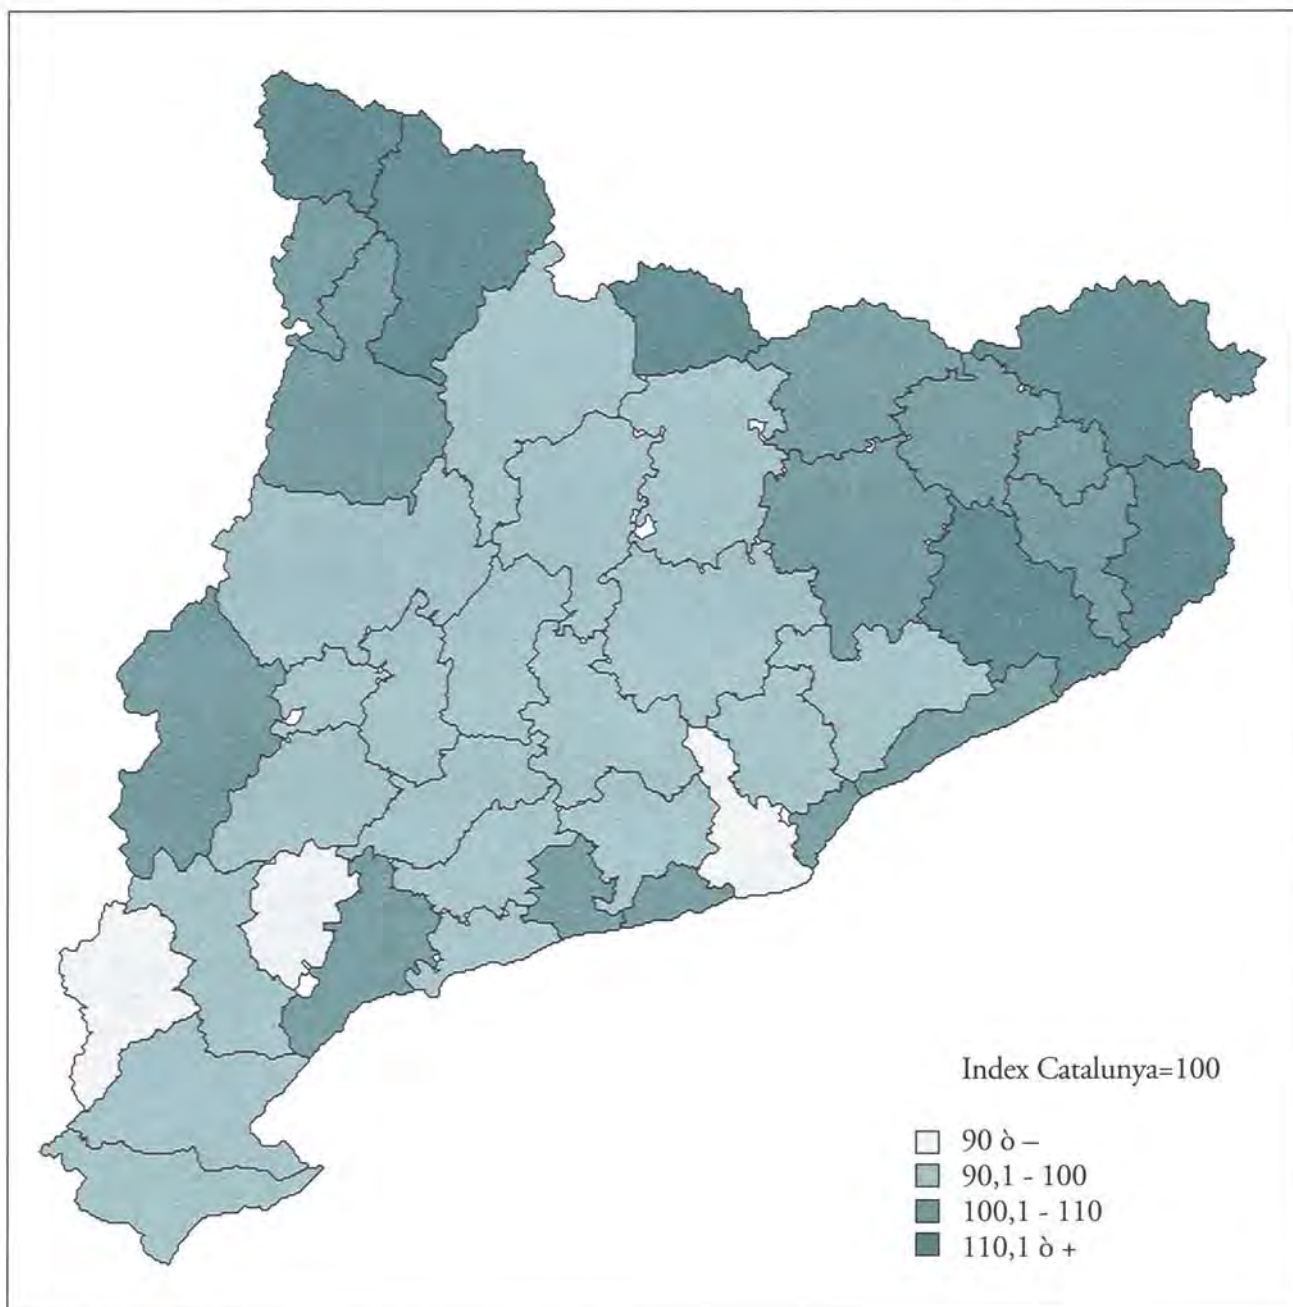 Index Catalunya=100
90 ò –
90,1 - 100
100,1 - 110
110,1 ò +